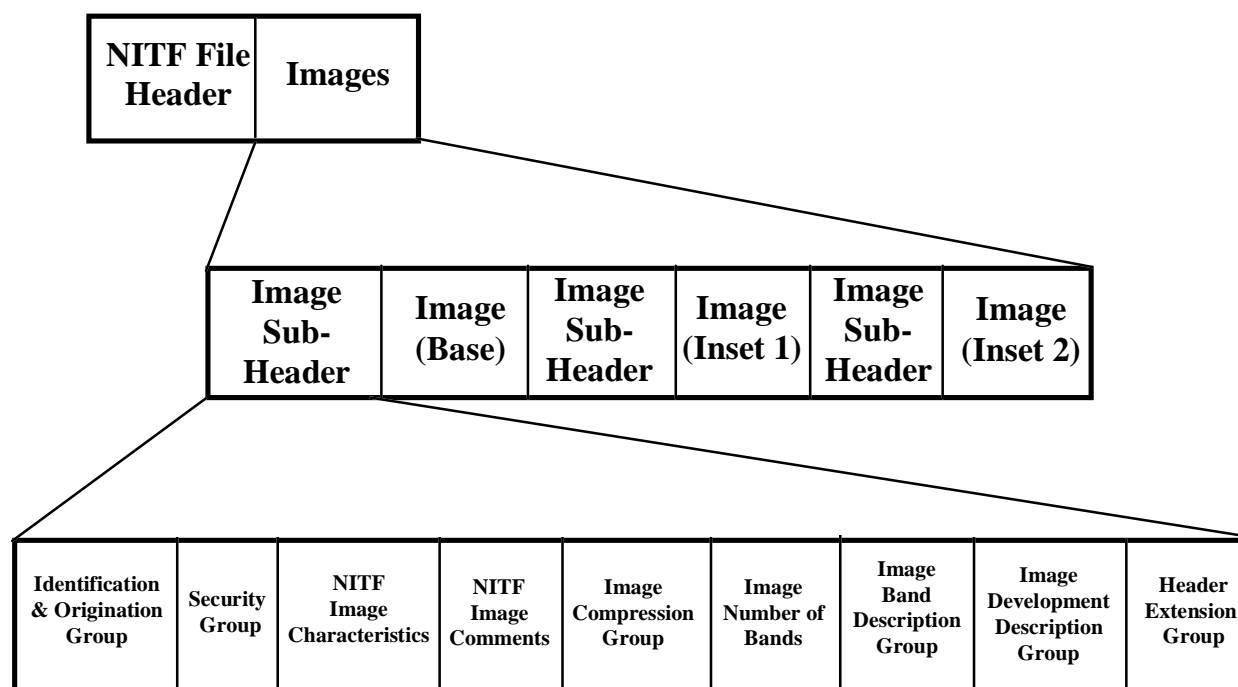 NITF File
Header
Images
Image
Sub-
Header
Image
(Base)
Image
Sub-
Header
Image
(Inset 1)
Image
Sub-
Header
Image
(Inset 2)
Identification
& Origination
Group
Security
Group
NITF
Image
Characteristics
NITF
Image
Comments
Image
Compression
Group
Image
Number of
Bands
Image
Band
Description
Group
Image
Development
Description
Group
Header
Extension
Group